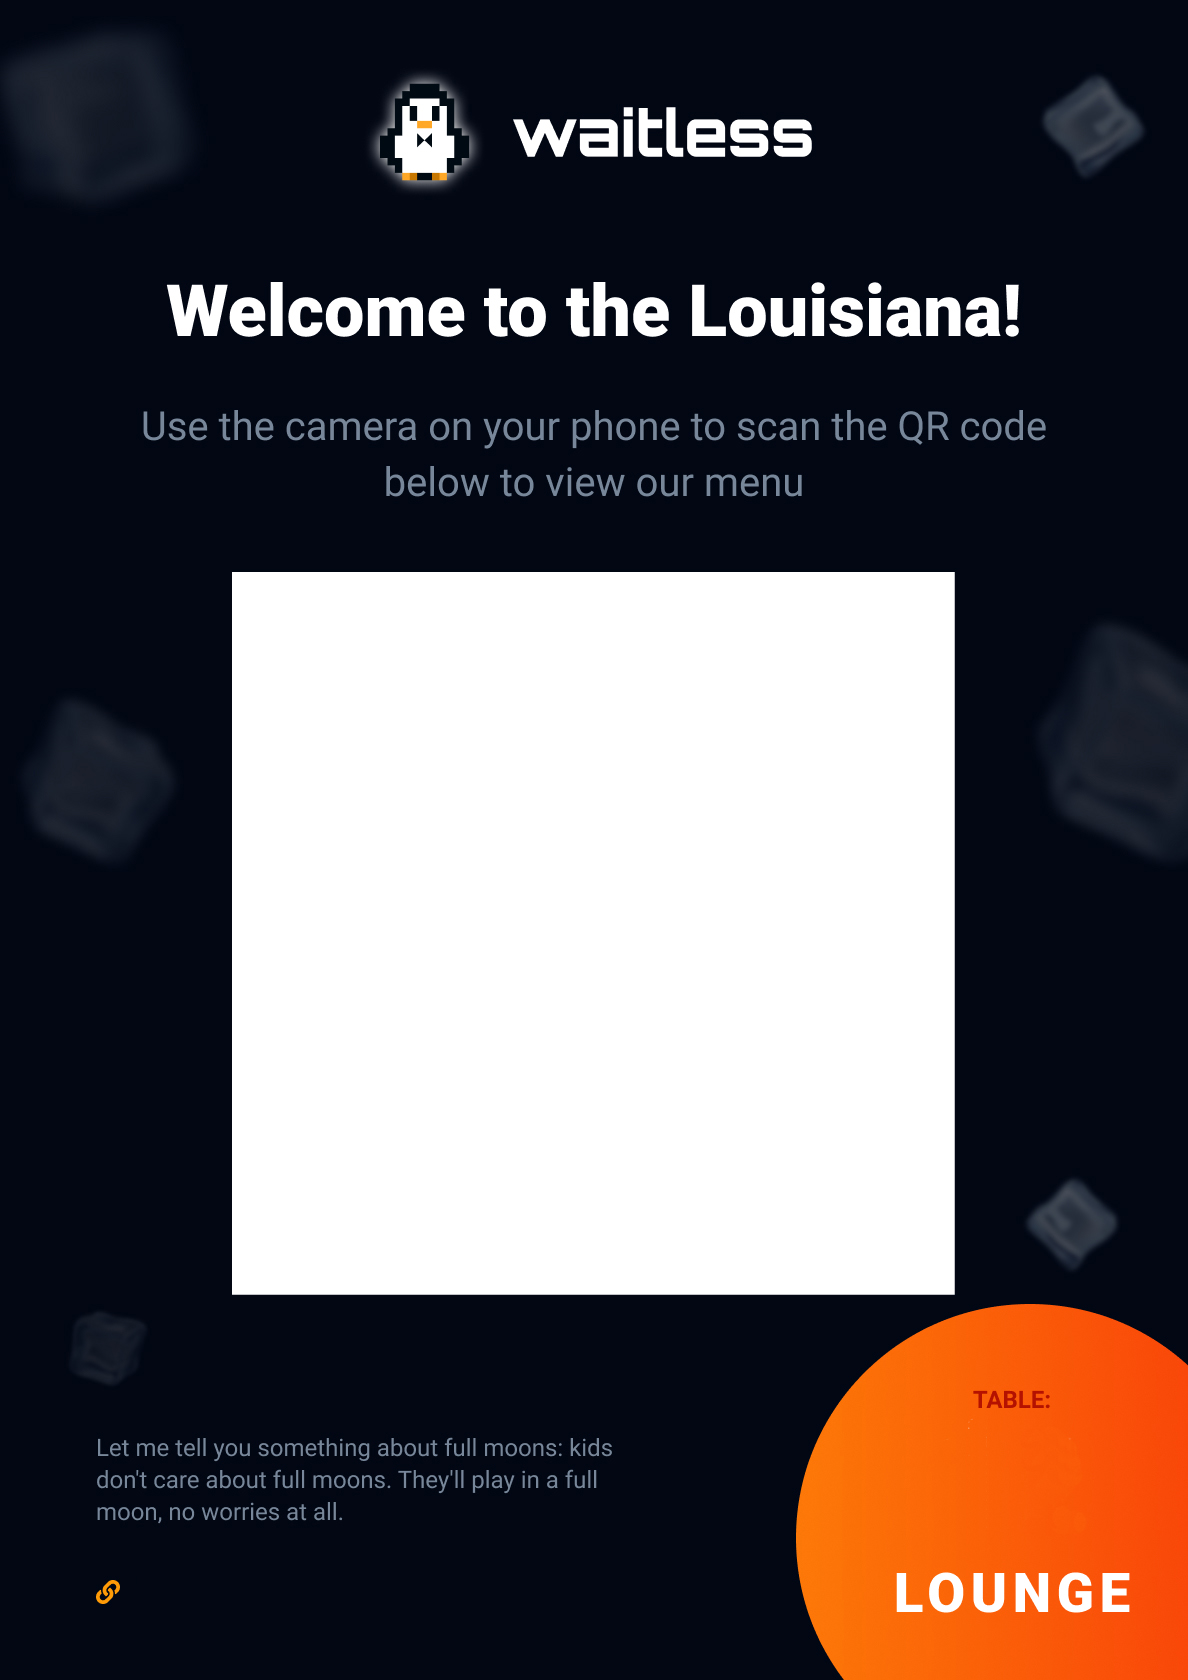 waitless
Welcome to the Louisiana!
Use the camera on your phone to scan the QR code
below to view our menu
Let me tell you something about full moons: kids
don't care about full moons. They'll play in a full
moon, no worries at all.
TABLE:
LOUNGE